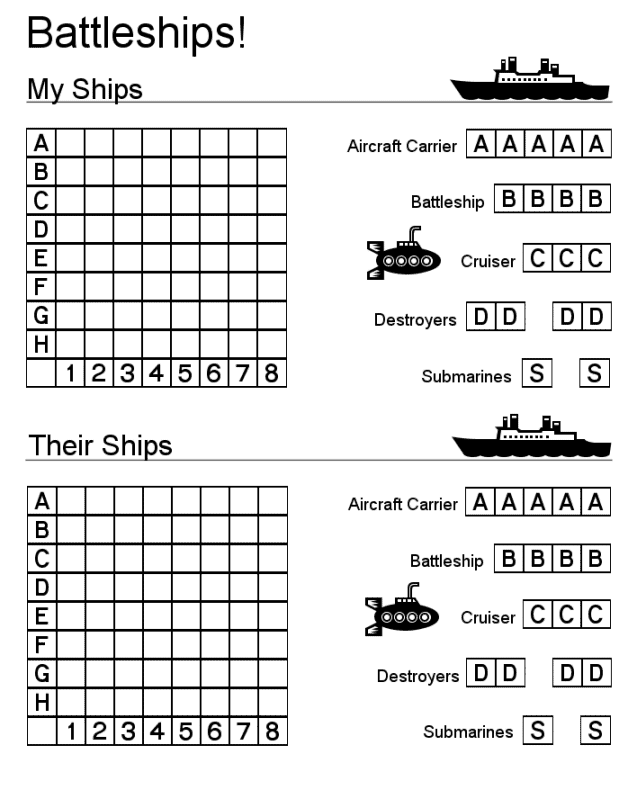 Battleships!
My Ships
A
Aircraft Carrier A A A A A
B
C
Battleship B B B B
D
E
Cruiser C C C
F
G
Destroyers D D D D
H
1 2 3 4 5 6 7 8
Submarines S S
Their Ships
A
Aircraft Carrier A A A A A
B
C
Battleship B B B B
D
E
Cruiser C C C
F
G
Destroyers D D D D
H
1 2 3 4 5 6 7 8
Submarines S S